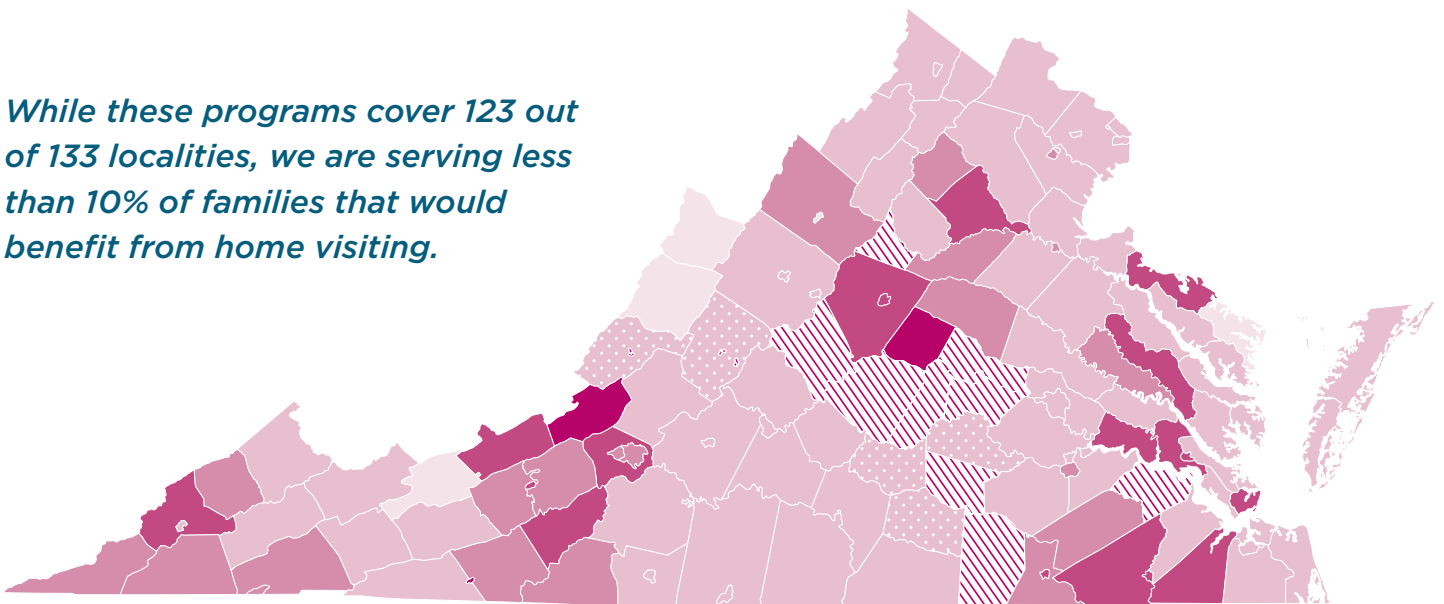 While these programs cover 123 out
of 133 localities, we are serving less
than 10% of families that would
benefit from home visiting.